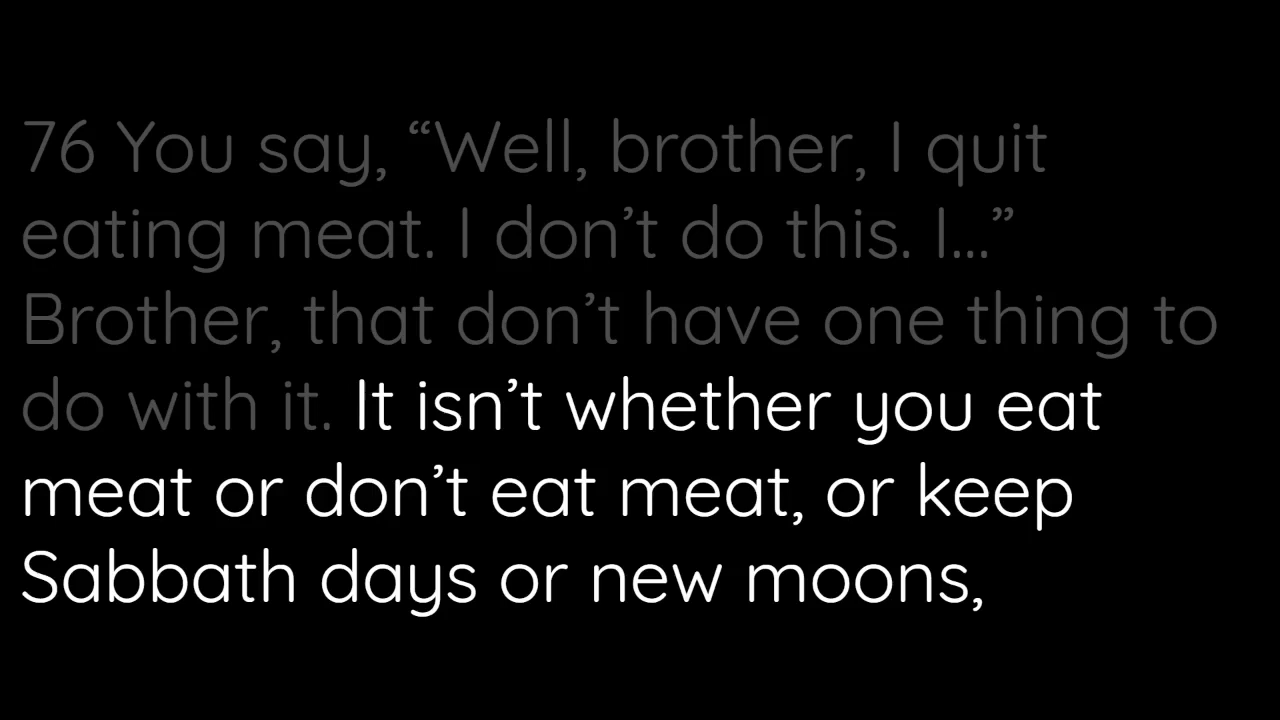 76 You say, “Well, brother, I quit
eating meat. I don’t do this. I...”
Brother, that don’t have one thing to
do with it. It isn’t whether you eat
meat or don’t eat meat, or keep
Sabbath days or new moons,